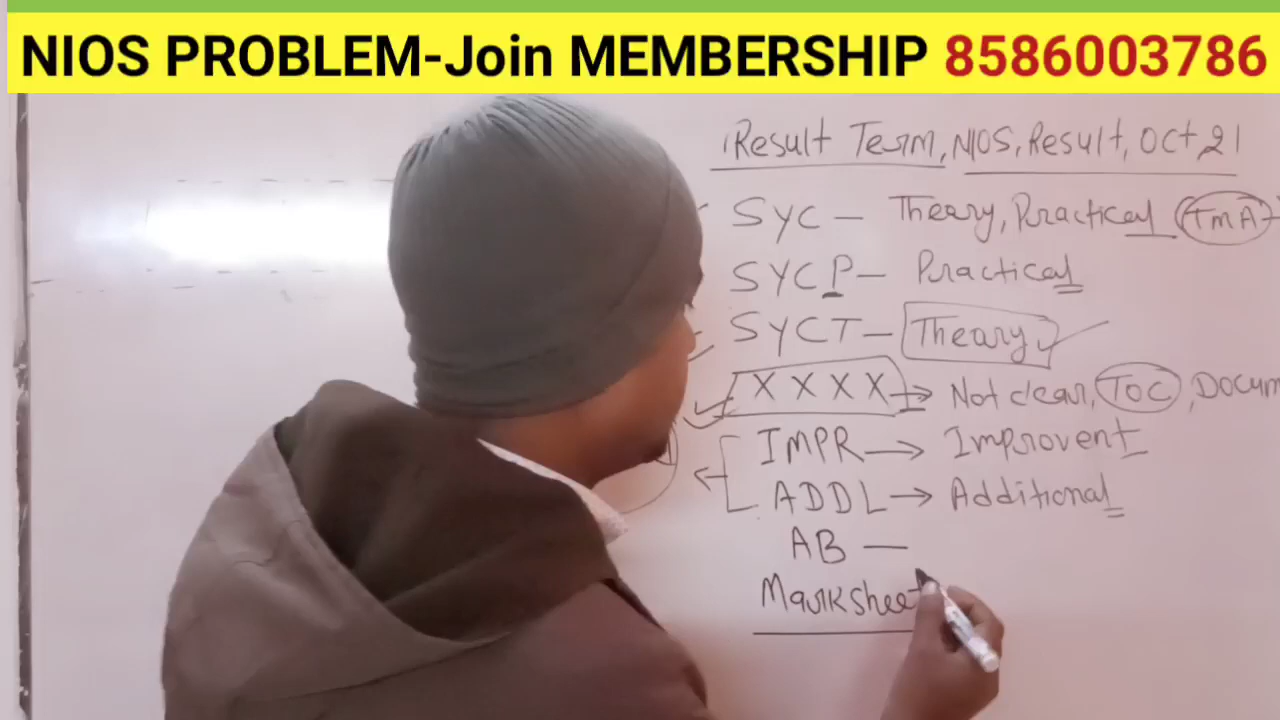 NIOS PROBLEM-Join MEMBERSHIP 8586003786
Result Term, NIOS, Result, Oct 21
SYC — Theory, Practical TMA
SYCP — Practical
SYCT — Theory
XXXX → Not clear, TOC, Docum
IMPR → Improvent
ADDL → Additional
AB —
Marksheet